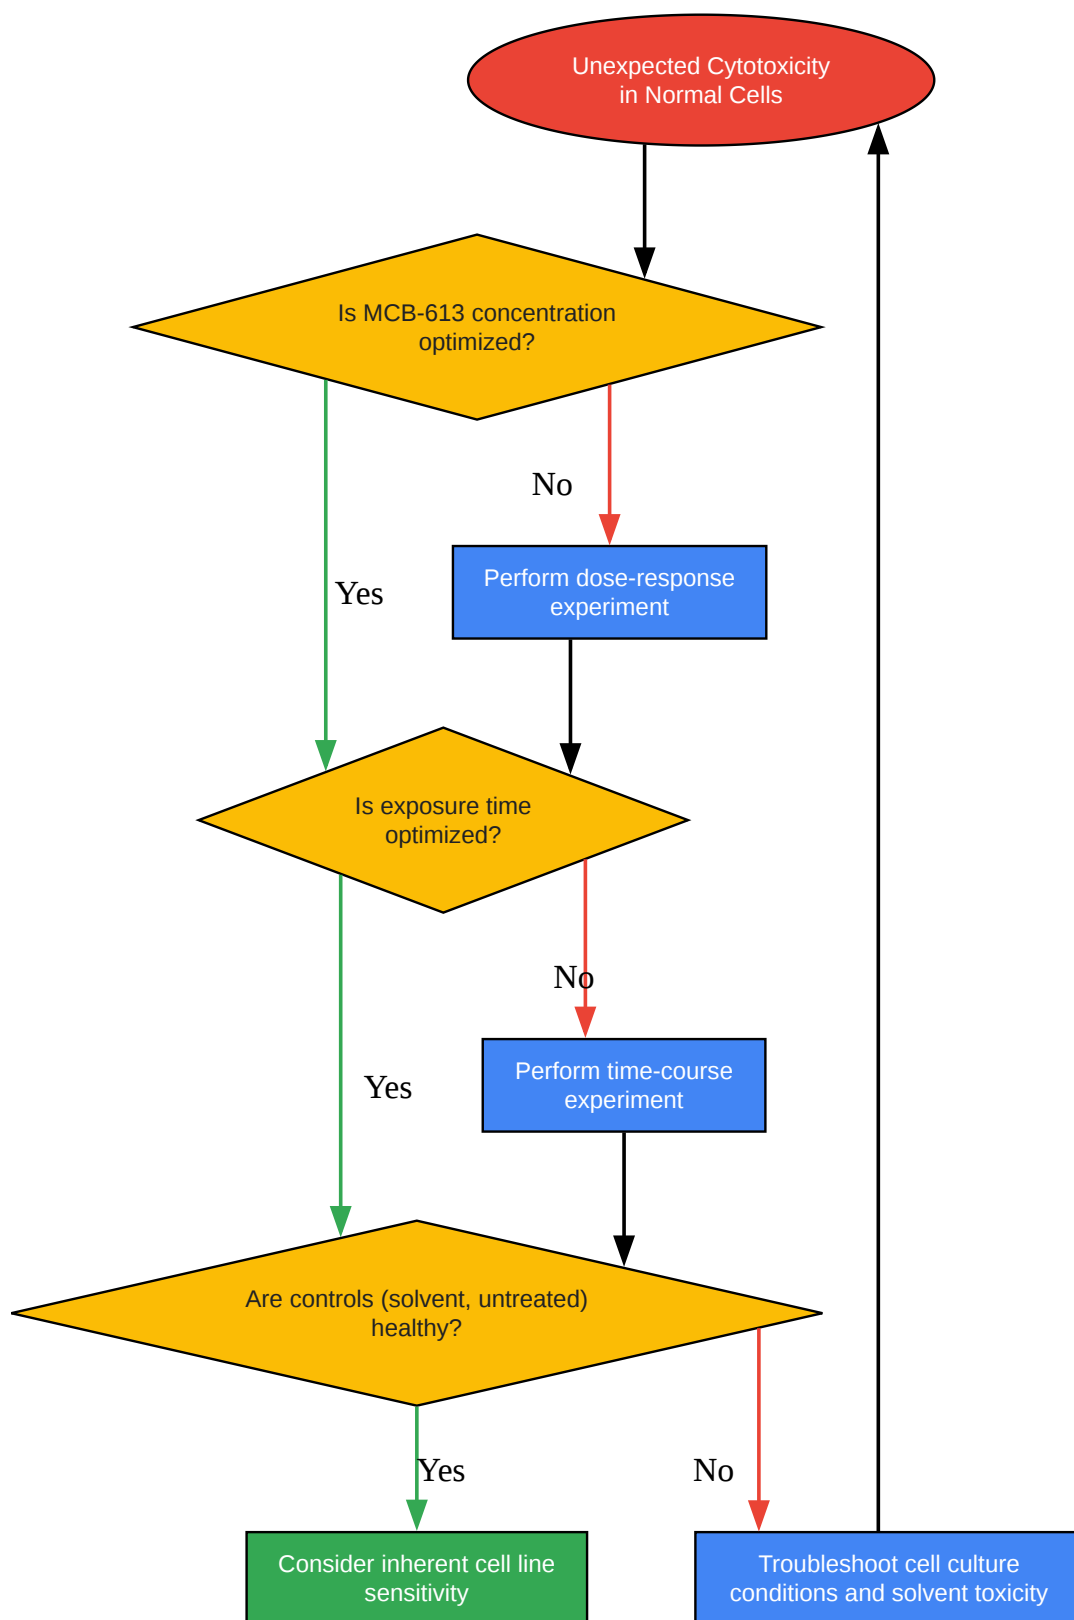 Unexpected Cytotoxicity
in Normal Cells
Is MCB-613 concentration
optimized?
No
Perform dose-response
experiment
Yes
Is exposure time
optimized?
No
Perform time-course
experiment
Yes
Are controls (solvent, untreated)
healthy?
Yes
No
Consider inherent cell line
sensitivity
Troubleshoot cell culture
conditions and solvent toxicity